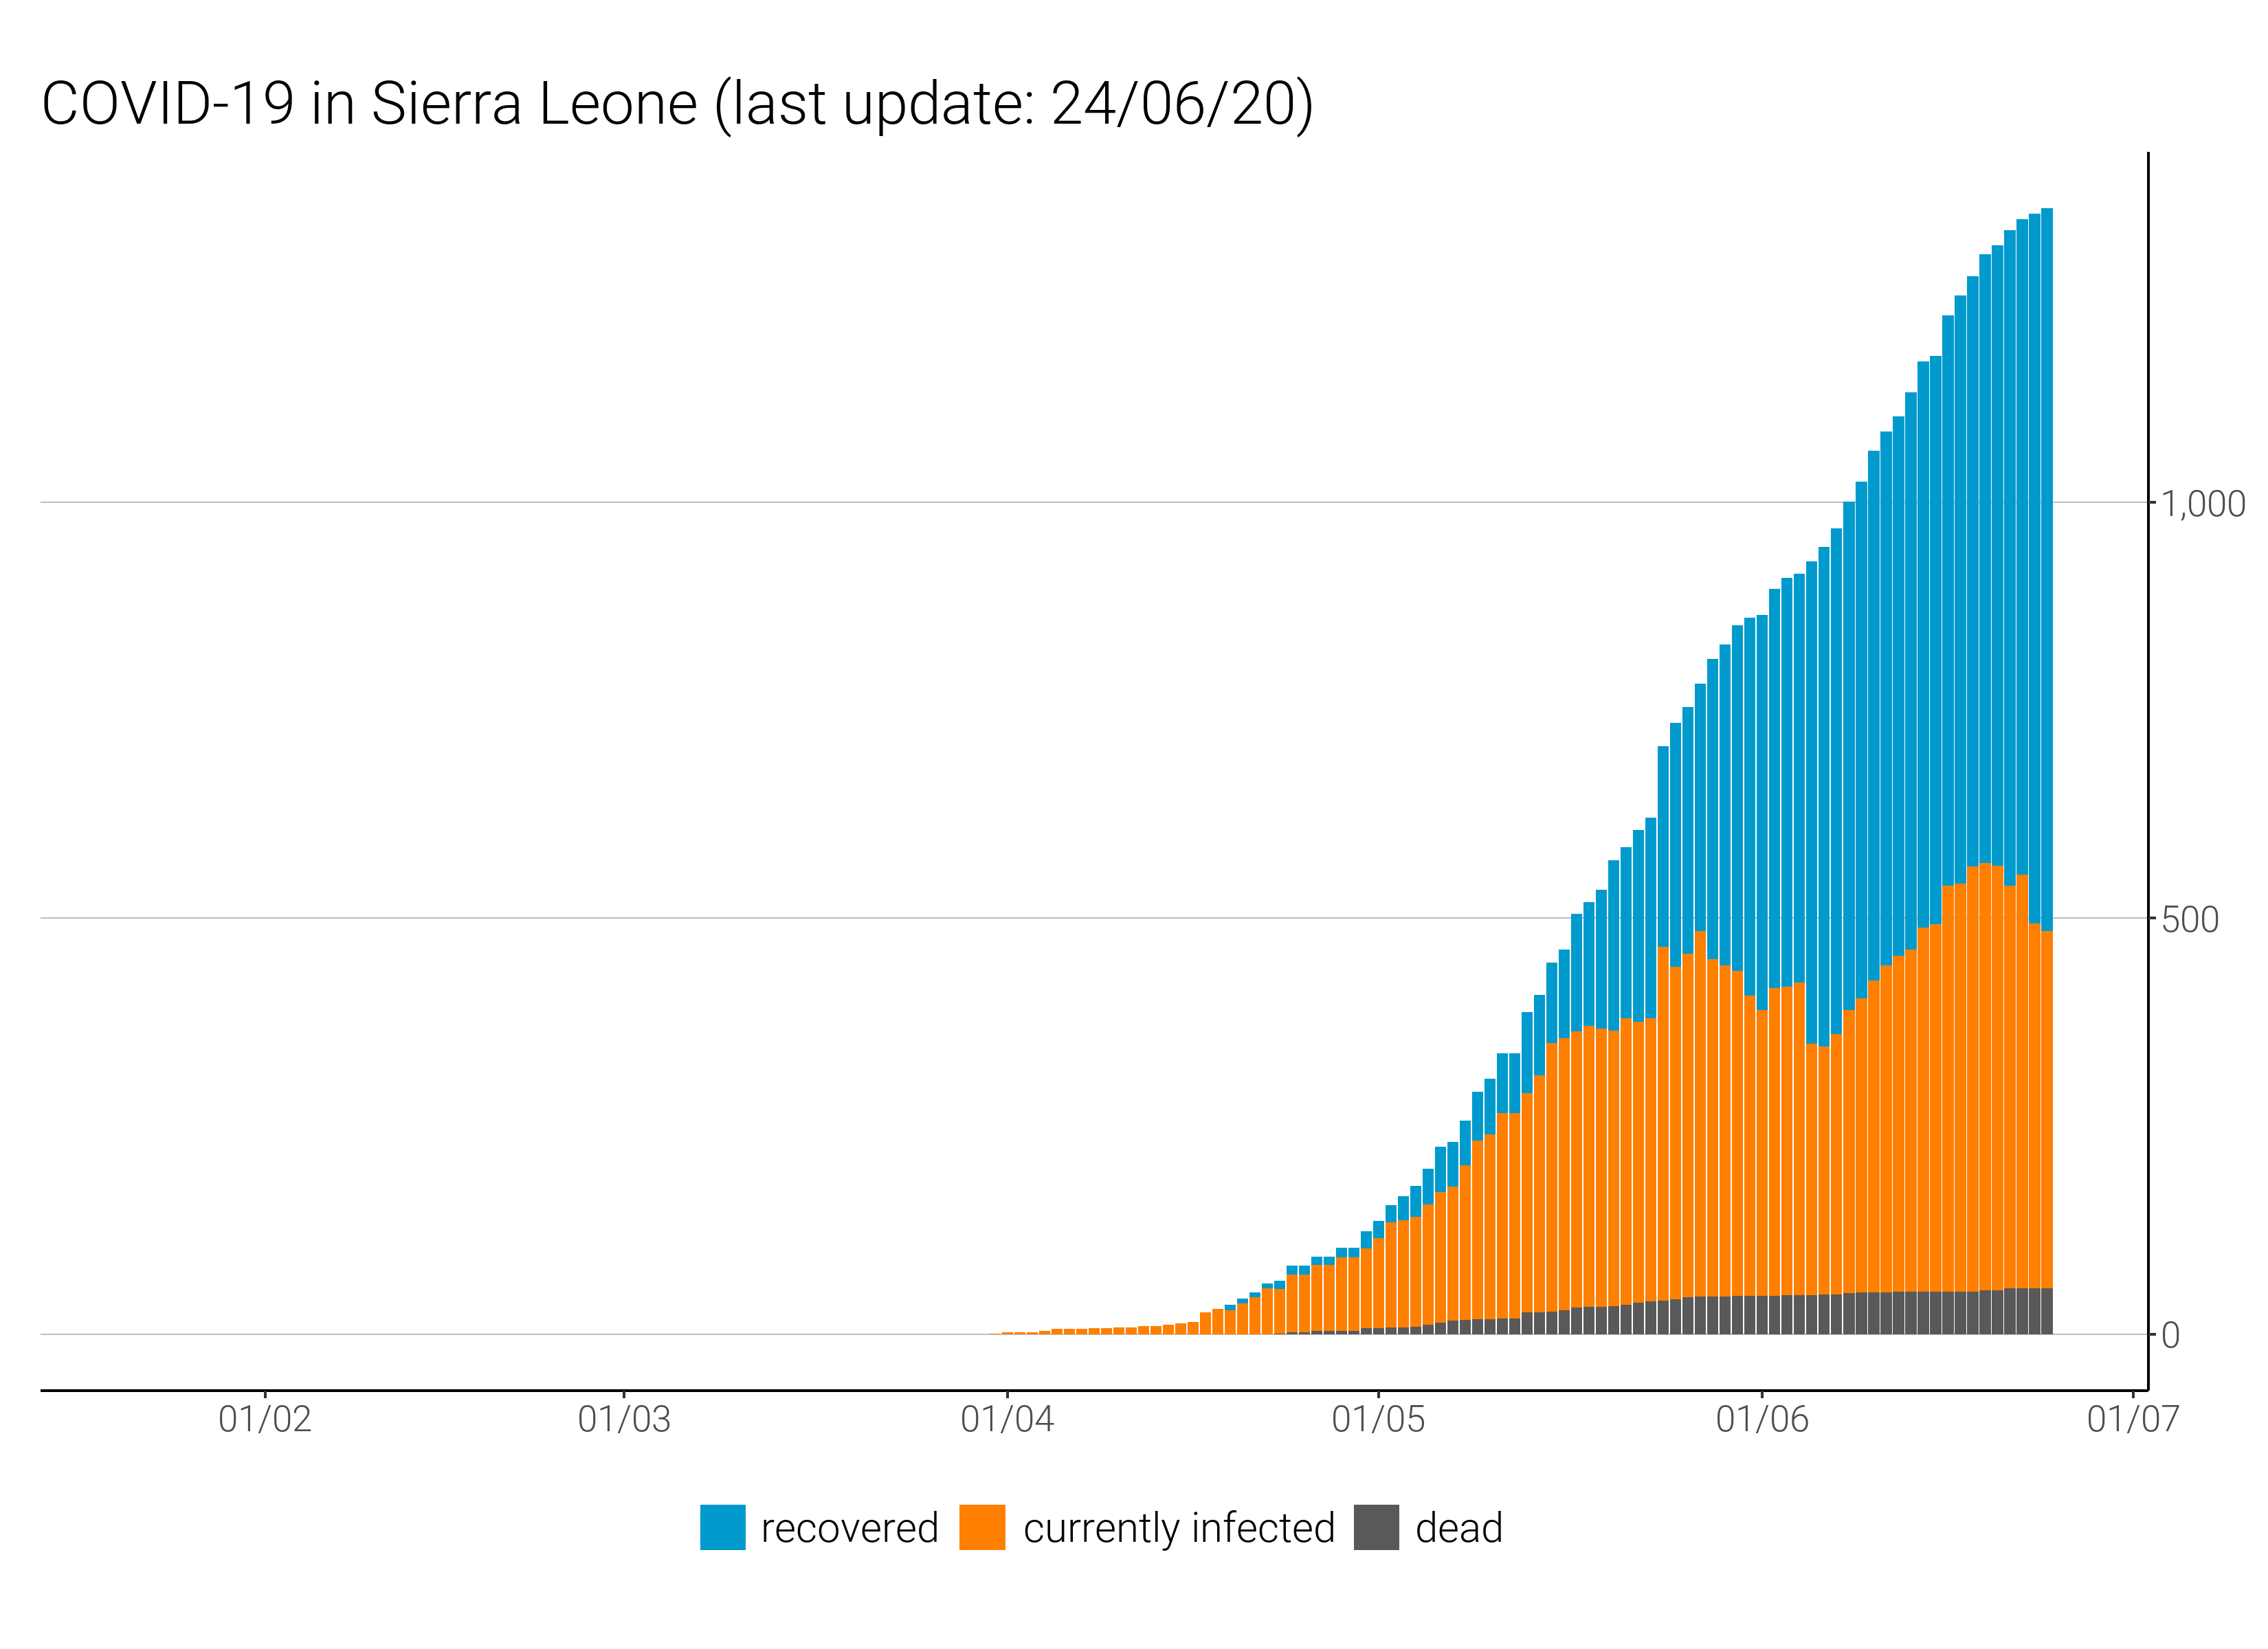 COVID-19 in Sierra Leone (last update: 24/06/20)
1,000
500
0
01/02 01/03 01/04 01/05 01/06 01/07
recovered currently infected dead